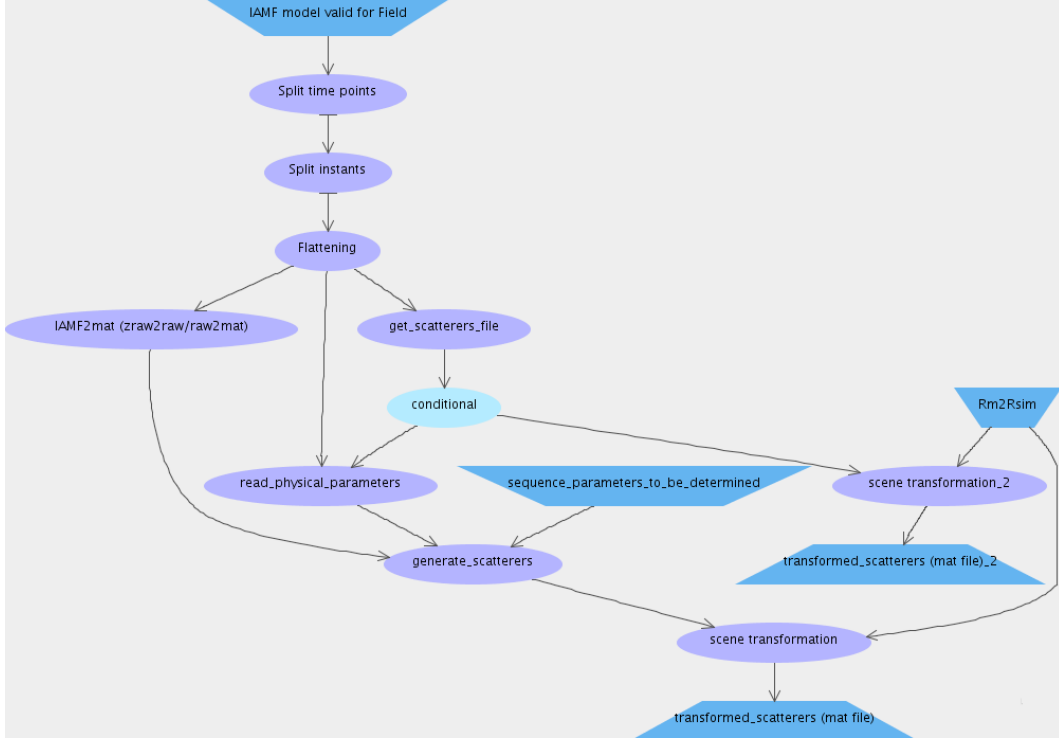 IAMF model valid for Field
Split time points
Split instants
Flattening
IAMF2mat (zraw2raw/raw2mat)
get_scatterers_file
conditional
Rm2Rsim
read_physical_parameters
sequence_parameters_to_be_determined
scene transformation_2
generate_scatterers
transformed_scatterers (mat file)_2
scene transformation
transformed_scatterers (mat file)